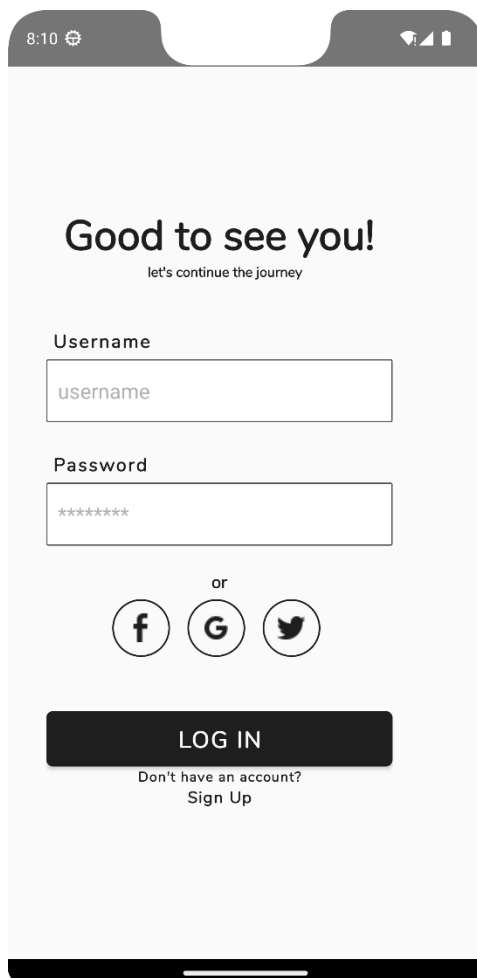 8:10
Good to see you!
let's continue the journey
Username
username
Password
********
or
f G
LOG IN
Don't have an account?
Sign Up